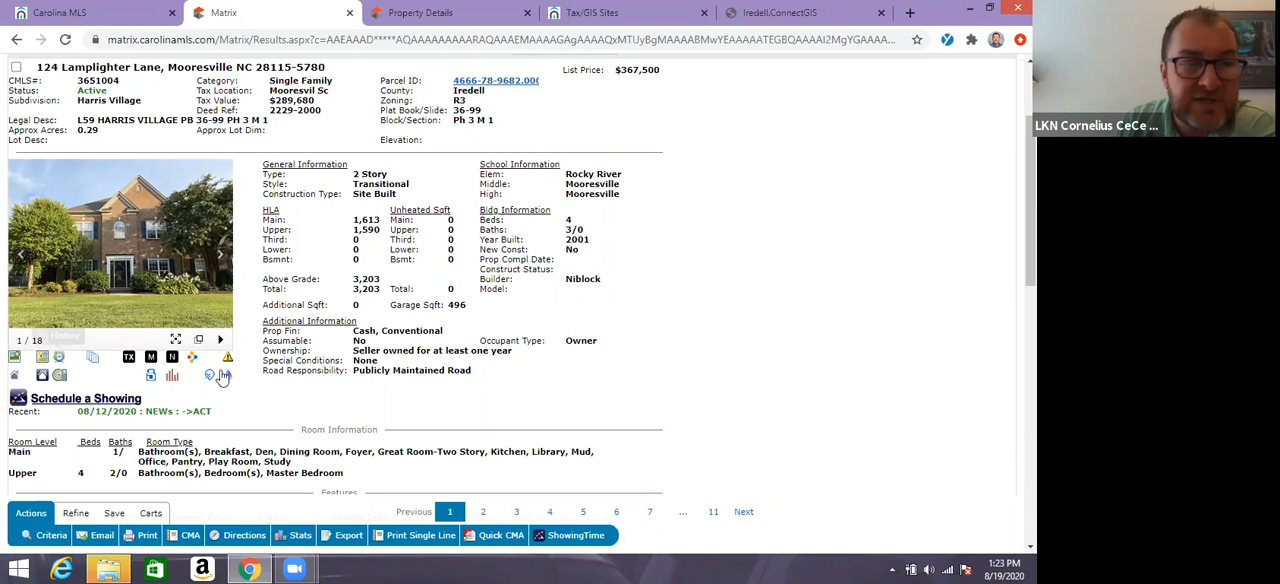 Carolina MLS
Matrix
Property Details
Tax/GIS Sites
Iredell.ConnectGIS
matrix.carolinamls.com/Matrix/Results.aspx?c=AAEAAAD*****AQAAAAAAAAARAQAAAEMAAAAGAgAAAAQxMTUyBgMAAAABMwYEAAAAATEGBQAAAAI2MgYGAAAA...
124 Lamplighter Lane, Mooresville NC 28115-5780
List Price: $367,500
CMLS#: 3651004 Category: Single Family Parcel ID: 4666-78-9682.000
Status: Active Tax Location: Mooresvil Sc County: Iredell
Subdivision: Harris Village Tax Value: $289,680 Zoning: R3
Deed Ref: 2229-2000 Plat Book/Slide: 36-99
Legal Desc: L59 HARRIS VILLAGE PB 36-99 PH 3 M 1 Block/Section: Ph 3 M 1
Approx Acres: 0.29 Approx Lot Dim:
Lot Desc: Elevation:
General Information School Information
Type: 2 Story Elem: Rocky River
Style: Transitional Middle: Mooresville
Construction Type: Site Built High: Mooresville
HLA Unheated Sqft Bldg Information
Main: 1,613 Main: 0 Beds: 4
Upper: 1,590 Upper: 0 Baths: 3/0
Third: 0 Third: 0 Year Built: 2001
Lower: 0 Lower: 0 New Const: No
Bsmnt: 0 Bsmt: 0 Prop Compl Date:
Construct Status:
Above Grade: 3,203 Builder: Niblock
Total: 3,203 Total: 0 Model:
Additional Sqft: 0 Garage Sqft: 496
Additional Information
Prop Fin: Cash, Conventional
Assumable: No Occupant Type: Owner
Ownership: Seller owned for at least one year
Special Conditions: None
Road Responsibility: Publicly Maintained Road
History
1 / 18
TX M N
Schedule a Showing
Recent: 08/12/2020 : NEWs : ->ACT
Room Information
Room Level Beds Baths Room Type
Main 1/ Bathroom(s), Breakfast, Den, Dining Room, Foyer, Great Room-Two Story, Kitchen, Library, Mud,
Office, Pantry, Play Room, Study
Upper 4 2/0 Bathroom(s), Bedroom(s), Master Bedroom
Features
Actions Refine Save Carts
Previous 1 2 3 4 5 6 7 ... 11 Next
Criteria Email Print CMA Directions Stats Export Print Single Line Quick CMA ShowingTime
1:23 PM
8/19/2020
LKN Cornelius CeCe ...